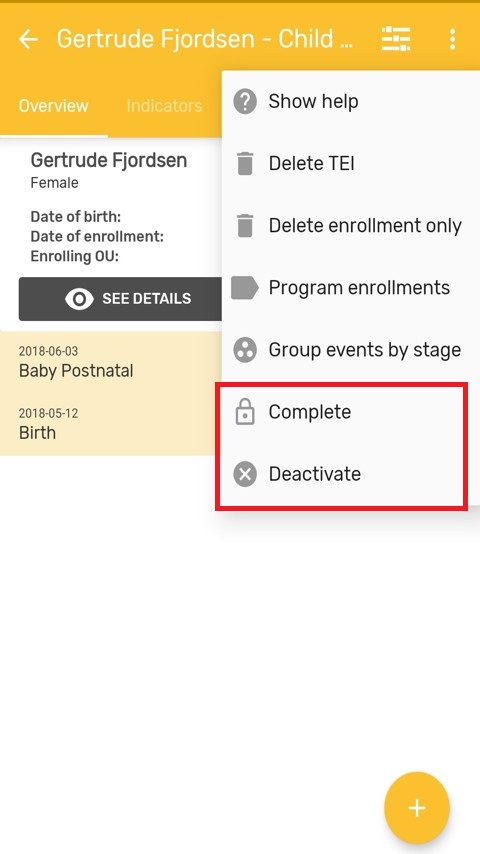 Gertrude Fjordsen - Child ...
Overview
Indicators
Show help
Delete TEI
Delete enrollment only
Program enrollments
Group events by stage
Complete
Deactivate
Gertrude Fjordsen
Female
Date of birth:
Date of enrollment:
Enrolling OU:
SEE DETAILS
2018-06-03
Baby Postnatal
2018-05-12
Birth